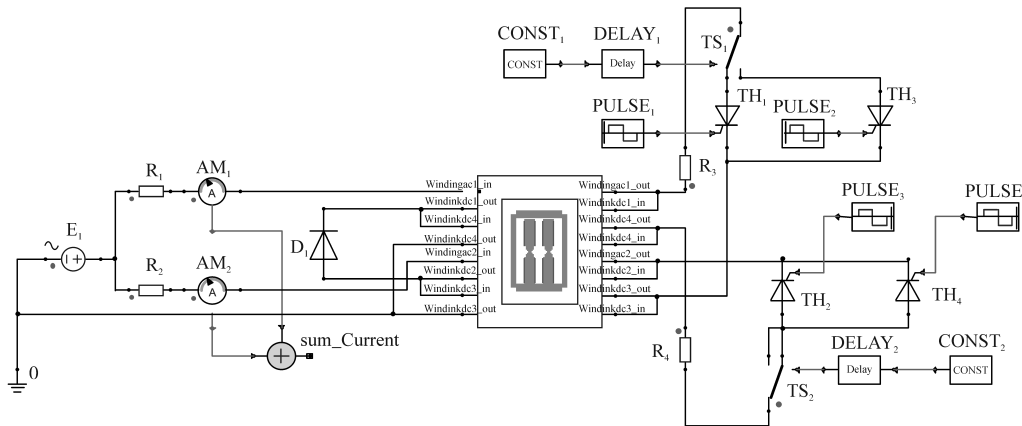 CONST₁ DELAY₁ TS₁
CONST Delay
PULSE₁ TH₁ PULSE₂ TH₃
R₃
R₁ AM₁
A
Windingac1_in Windingac1_out
Windinkdc1_out Windinkdc1_in
Windinkdc4_in Windinkdc4_out
Windinkdc4_out Windinkdc4_in
Windingac2_in Windingac2_out
Windinkdc2_out Windinkdc2_in
Windinkdc3_in Windinkdc3_out
Windinkdc3_out Windinkdc3_in
PULSE₃ PULSE
E₁ D₁
R₂ AM₂
A
TH₂ TH₄
sum_Current
R₄
DELAY₂ CONST₂
Delay CONST
TS₂
0